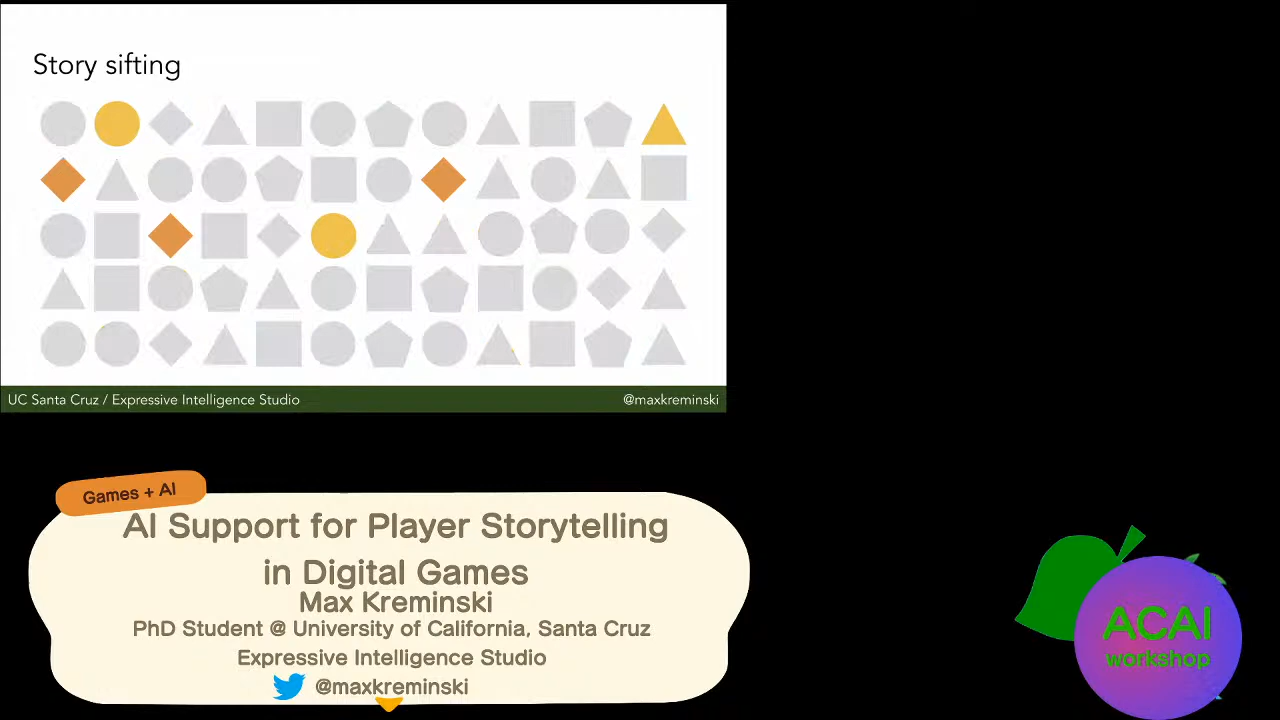 Story sifting
UC Santa Cruz / Expressive Intelligence Studio
@maxkreminski
Games + AI
AI Support for Player Storytelling
in Digital Games
Max Kreminski
PhD Student @ University of California, Santa Cruz
Expressive Intelligence Studio
@maxkreminski
ACAI
workshop